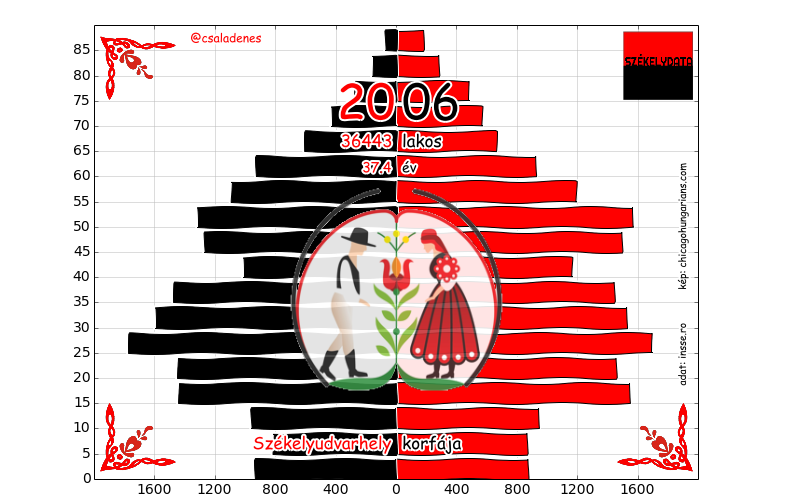 @csaladenes
SZÉKELYDATA
2006
36443 lakos
37.4 év
kép: chicagohungarians.com
adat: insse.ro
Székelyudvarhely korfája
85
80
75
70
65
60
55
50
45
40
35
30
25
20
15
10
5
0
1600 1200 800 400 0 400 800 1200 1600